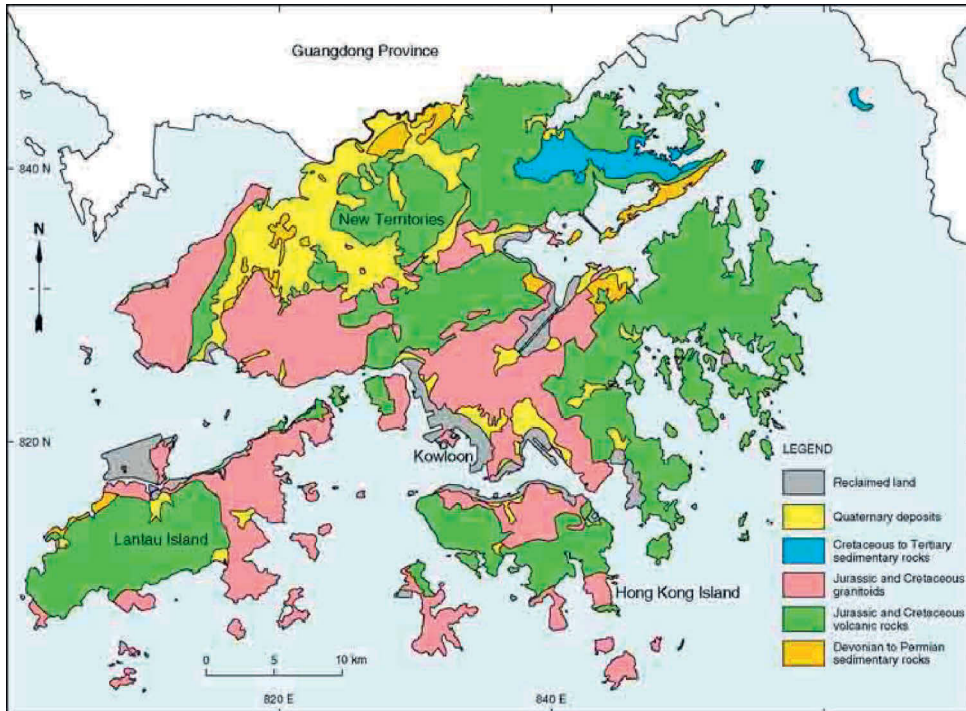 Guangdong Province
840 N
N
New Territories
820 N
Kowloon
Lantau Island
Hong Kong Island
0 5 10 km
820 E
840 E
LEGEND
Reclaimed land
Quaternary deposits
Cretaceous to Tertiary
sedimentary rocks
Jurassic and Cretaceous
granitoids
Jurassic and Cretaceous
volcanic rocks
Devonian to Permian
sedimentary rocks